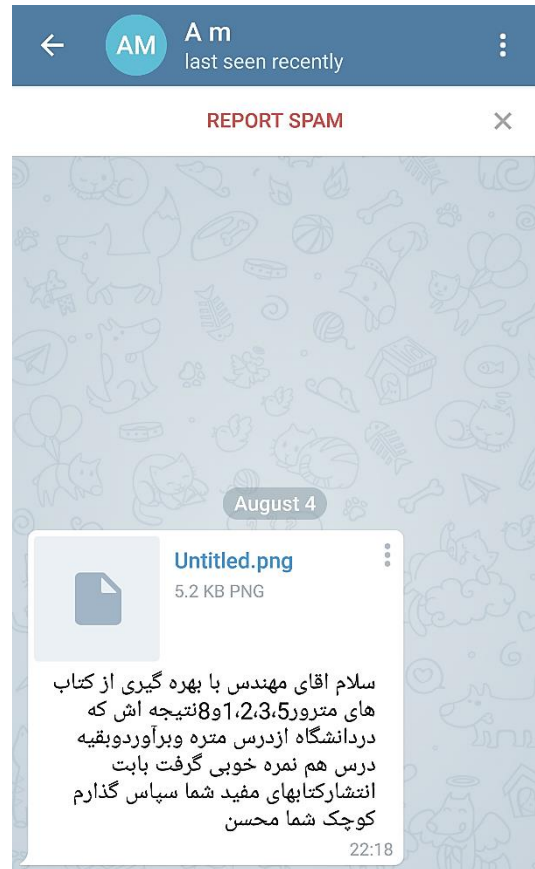 A m
AM
last seen recently
REPORT SPAM
August 4
Untitled.png
5.2 KB PNG
سلام اقای مهندس با بهره گیری از کتاب
های مترور1،2،3،5و8نتیجه اش که
دردانشگاه ازدرس متره وبرآوردوبقیه
درس هم نمره خوبی گرفت بابت
انتشارکتابهای مفید شما سپاس گذارم
کوچک شما محسن
22:18